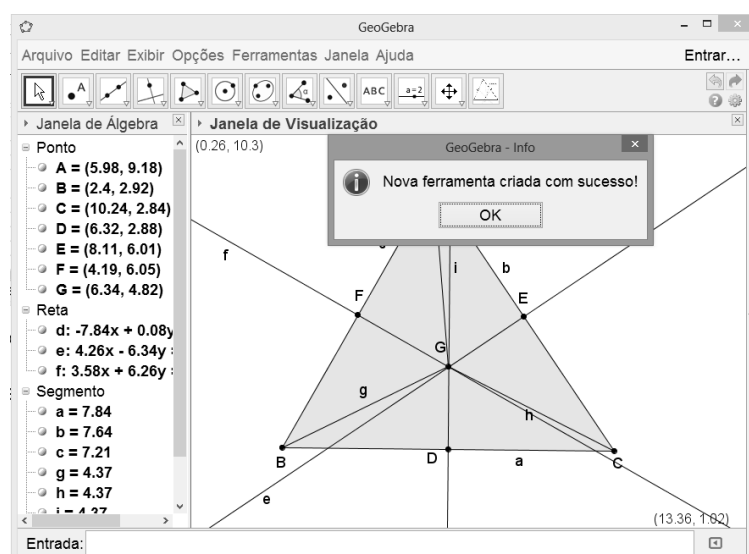 GeoGebra
Arquivo Editar Exibir Opções Ferramentas Janela Ajuda
Entrar...
A
α
ABC
a=2
Janela de Álgebra
Janela de Visualização
Ponto
A = (5.98, 9.18)
B = (2.4, 2.92)
C = (10.24, 2.84)
D = (6.32, 2.88)
E = (8.11, 6.01)
F = (4.19, 6.05)
G = (6.34, 4.82)
Reta
d: -7.84x + 0.08y
e: 4.26x - 6.34y
f: 3.58x + 6.26y
Segmento
a = 7.84
b = 7.64
c = 7.21
g = 4.37
h = 4.37
i = 4.37
(0.26, 10.3)
GeoGebra - Info
Nova ferramenta criada com sucesso!
OK
f
i
b
F
E
G
g
h
B
D
a
C
e
(13.36, 1.02)
Entrada: